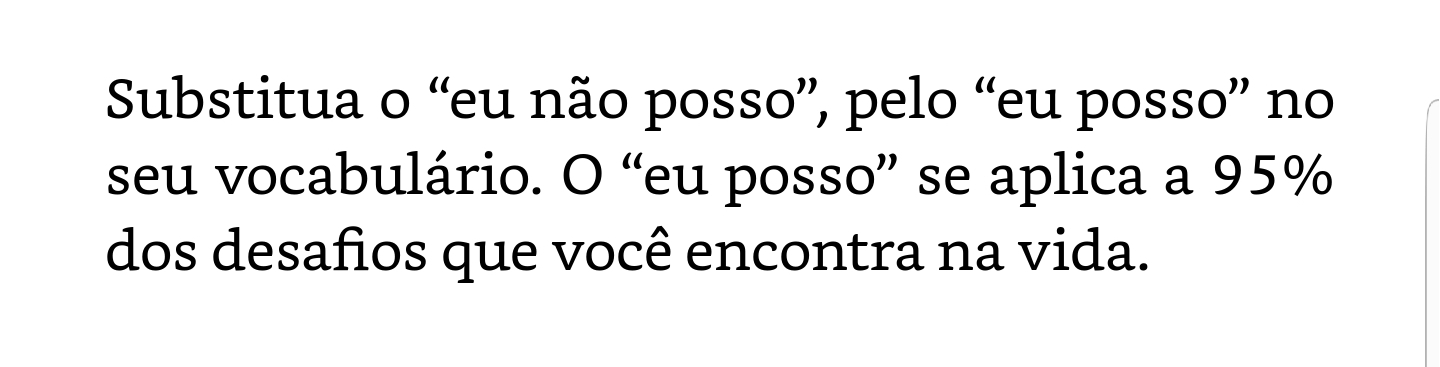 Substitua o “eu não posso”, pelo “eu posso” no
seu vocabulário. O “eu posso” se aplica a 95%
dos desafios que você encontra na vida.